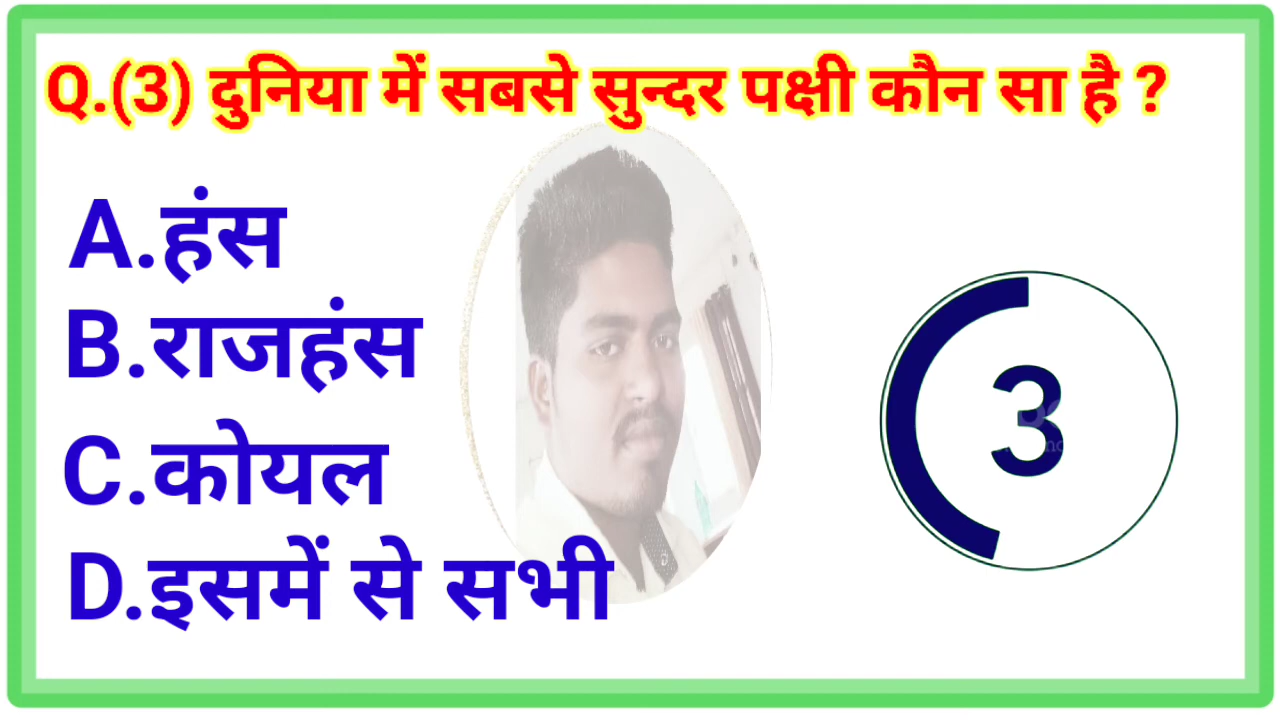 Q.(3) दुनिया में सबसे सुन्दर पक्षी कौन सा है ?
A.हंस
B.राजहंस
C.कोयल
D.इसमें से सभी
3